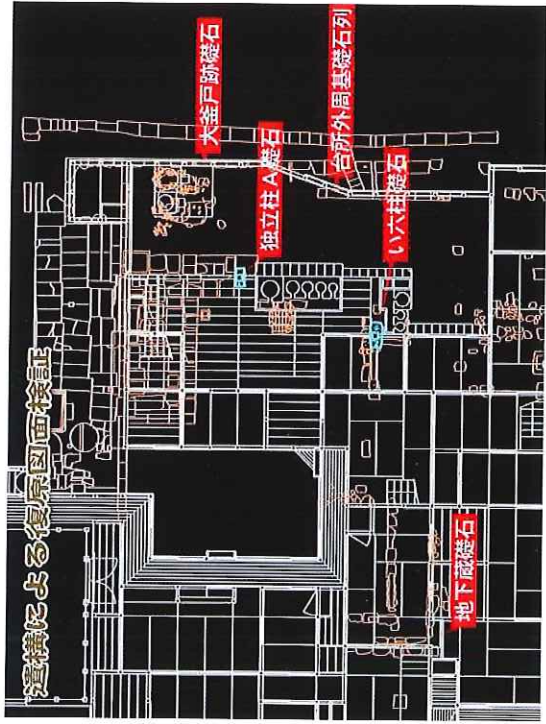 遺構による復原図面検証
大釜戸跡礎石
独立柱A礎石
台所外周基礎石列
い六柱礎石
地下蔵礎石